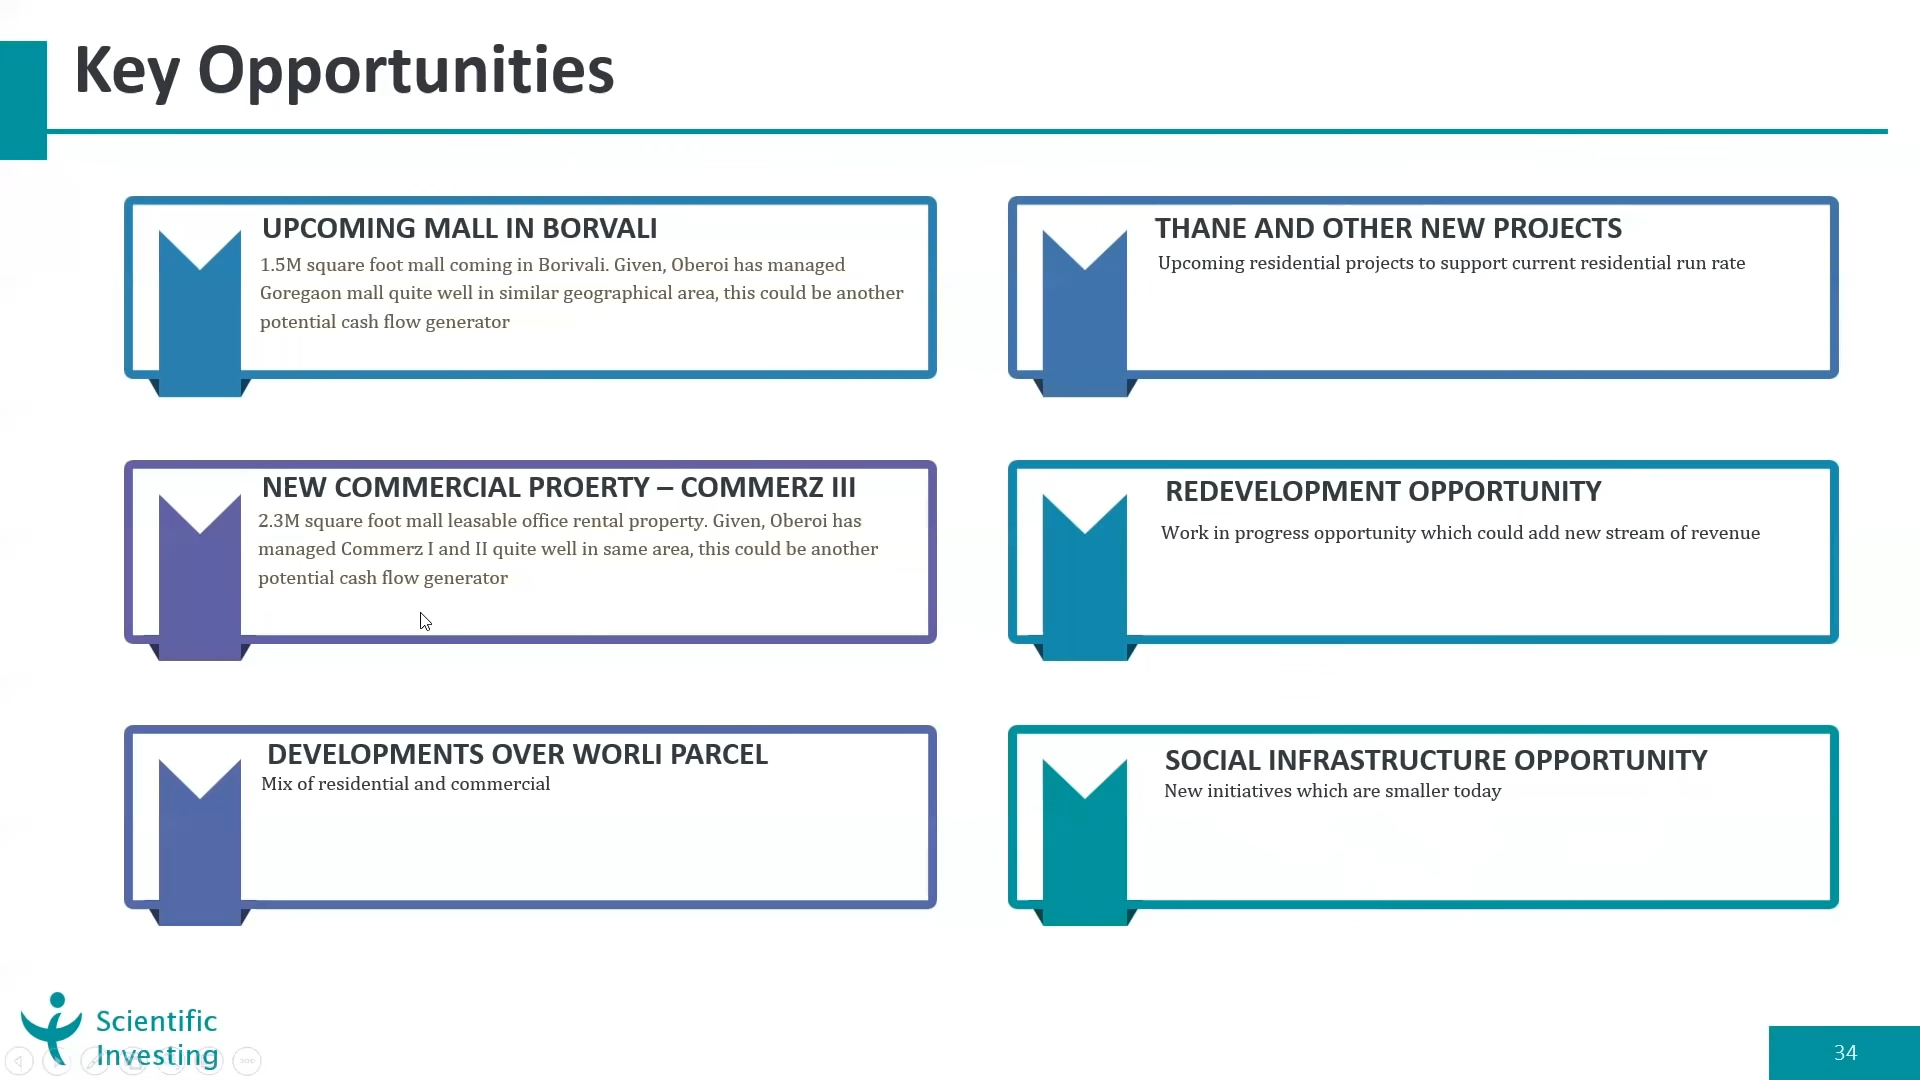 Key Opportunities
UPCOMING MALL IN BORVALI
1.5M square foot mall coming in Borivali. Given, Oberoi has managed
Goregaon mall quite well in similar geographical area, this could be another
potential cash flow generator
THANE AND OTHER NEW PROJECTS
Upcoming residential projects to support current residential run rate
NEW COMMERCIAL PROERTY – COMMERZ III
2.3M square foot mall leasable office rental property. Given, Oberoi has
managed Commerz I and II quite well in same area, this could be another
potential cash flow generator
REDEVELOPMENT OPPORTUNITY
Work in progress opportunity which could add new stream of revenue
DEVELOPMENTS OVER WORLI PARCEL
Mix of residential and commercial
SOCIAL INFRASTRUCTURE OPPORTUNITY
New initiatives which are smaller today
Scientific
Investing
34